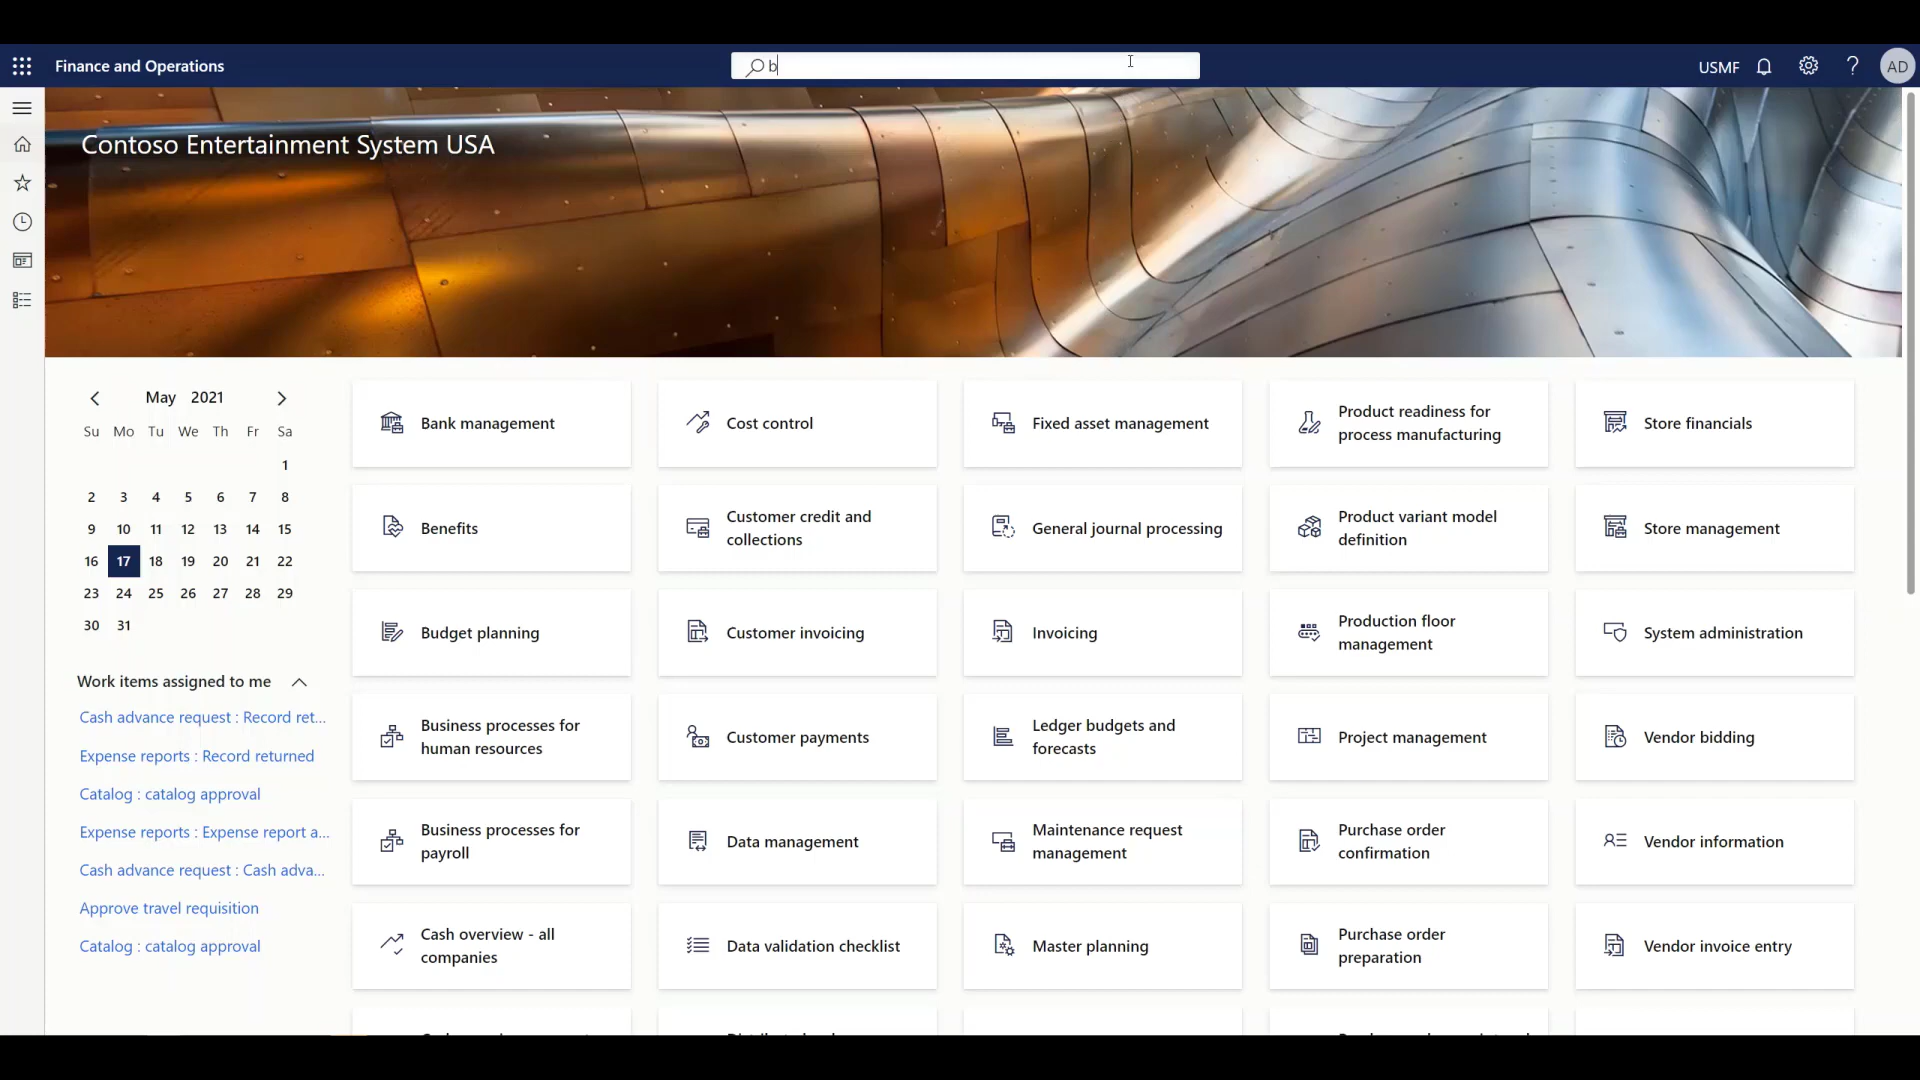 Finance and Operations
b
USMF
?
AD
Contoso Entertainment System USA
May 2021
Su Mo Tu We Th Fr Sa
1
2 3 4 5 6 7 8
9 10 11 12 13 14 15
16 17 18 19 20 21 22
23 24 25 26 27 28 29
30 31
Work items assigned to me
Cash advance request : Record ret...
Expense reports : Record returned
Catalog : catalog approval
Expense reports : Expense report a...
Cash advance request : Cash adva...
Approve travel requisition
Catalog : catalog approval
Bank management
Benefits
Budget planning
Business processes for
human resources
Business processes for
payroll
Cash overview - all
companies
Cost control
Customer credit and
collections
Customer invoicing
Customer payments
Data management
Data validation checklist
Fixed asset management
General journal processing
Invoicing
Ledger budgets and
forecasts
Maintenance request
management
Master planning
Product readiness for
process manufacturing
Product variant model
definition
Production floor
management
Project management
Purchase order
confirmation
Purchase order
preparation
Store financials
Store management
System administration
Vendor bidding
Vendor information
Vendor invoice entry